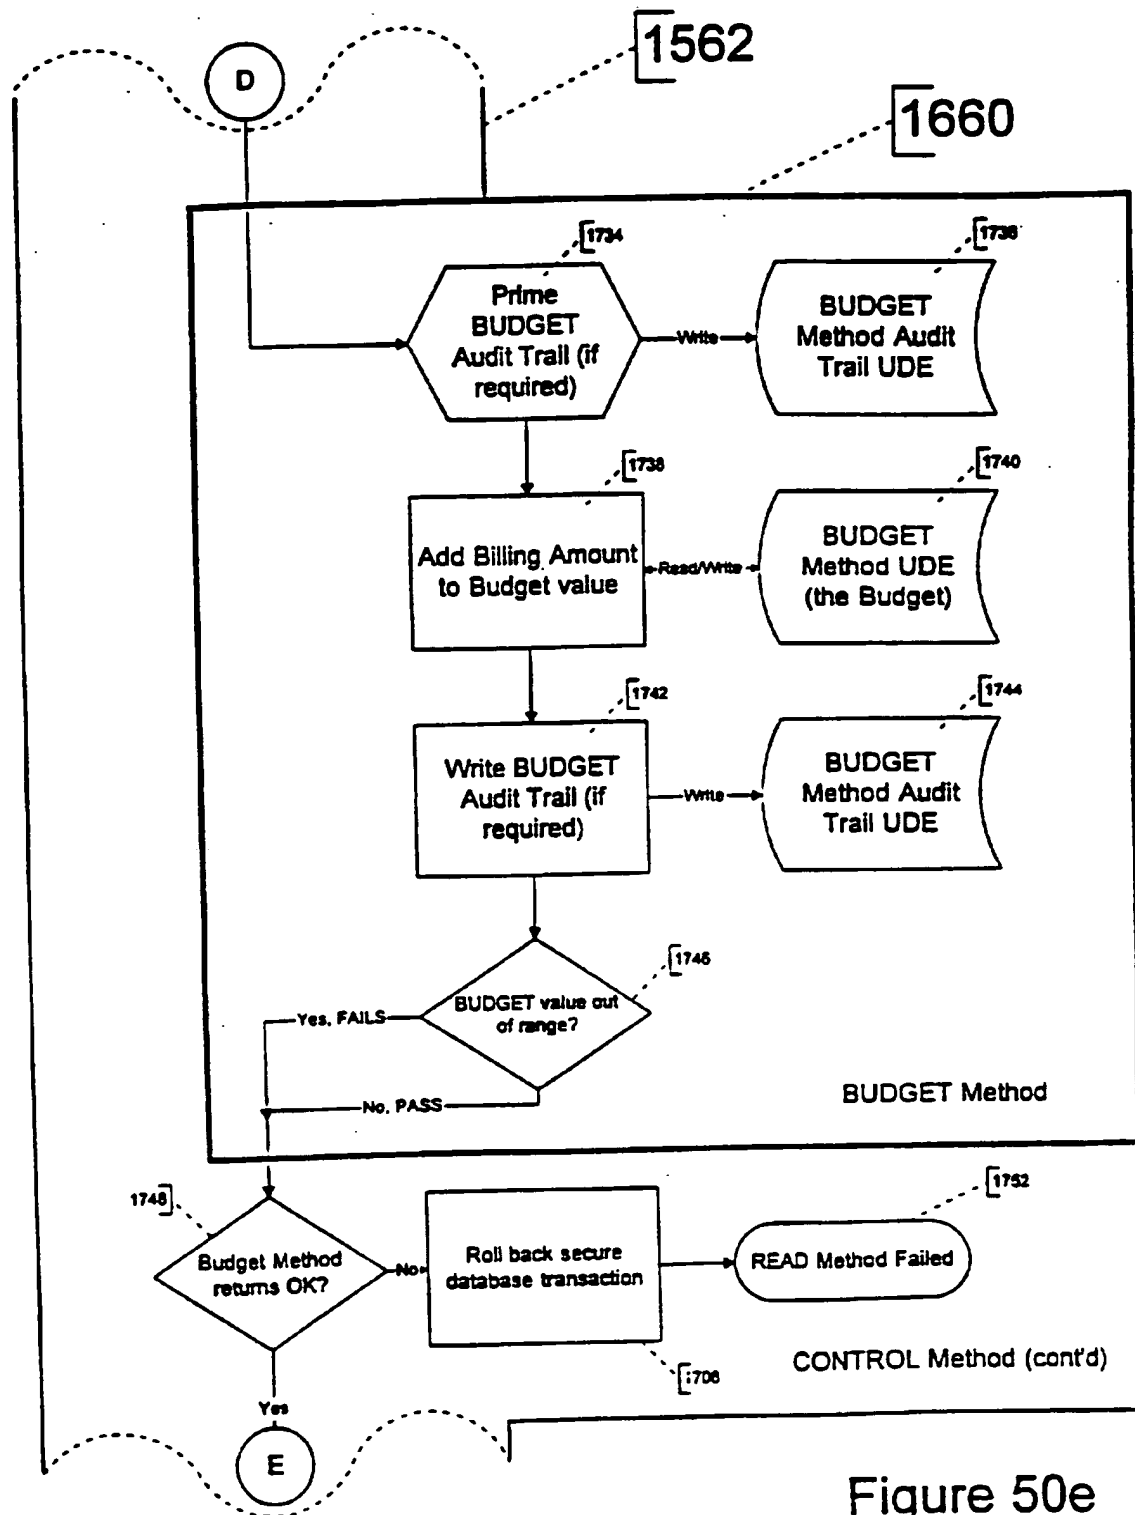 D
1562
1660
1734
1736
Prime
BUDGET
Audit Trail (if
required)
Write
BUDGET
Method Audit
Trail UDE
1738
1740
Add Billing Amount
to Budget value
Read/Write
BUDGET
Method UDE
(the Budget)
1742
1744
Write BUDGET
Audit Trail (if
required)
Write
BUDGET
Method Audit
Trail UDE
1746
BUDGET value out
of range?
Yes, FAILS
No, PASS
BUDGET Method
1748
1752
Budget Method
returns OK?
No
Roll back secure
database transaction
READ Method Failed
CONTROL Method (cont'd)
Yes
E
Figure 50e